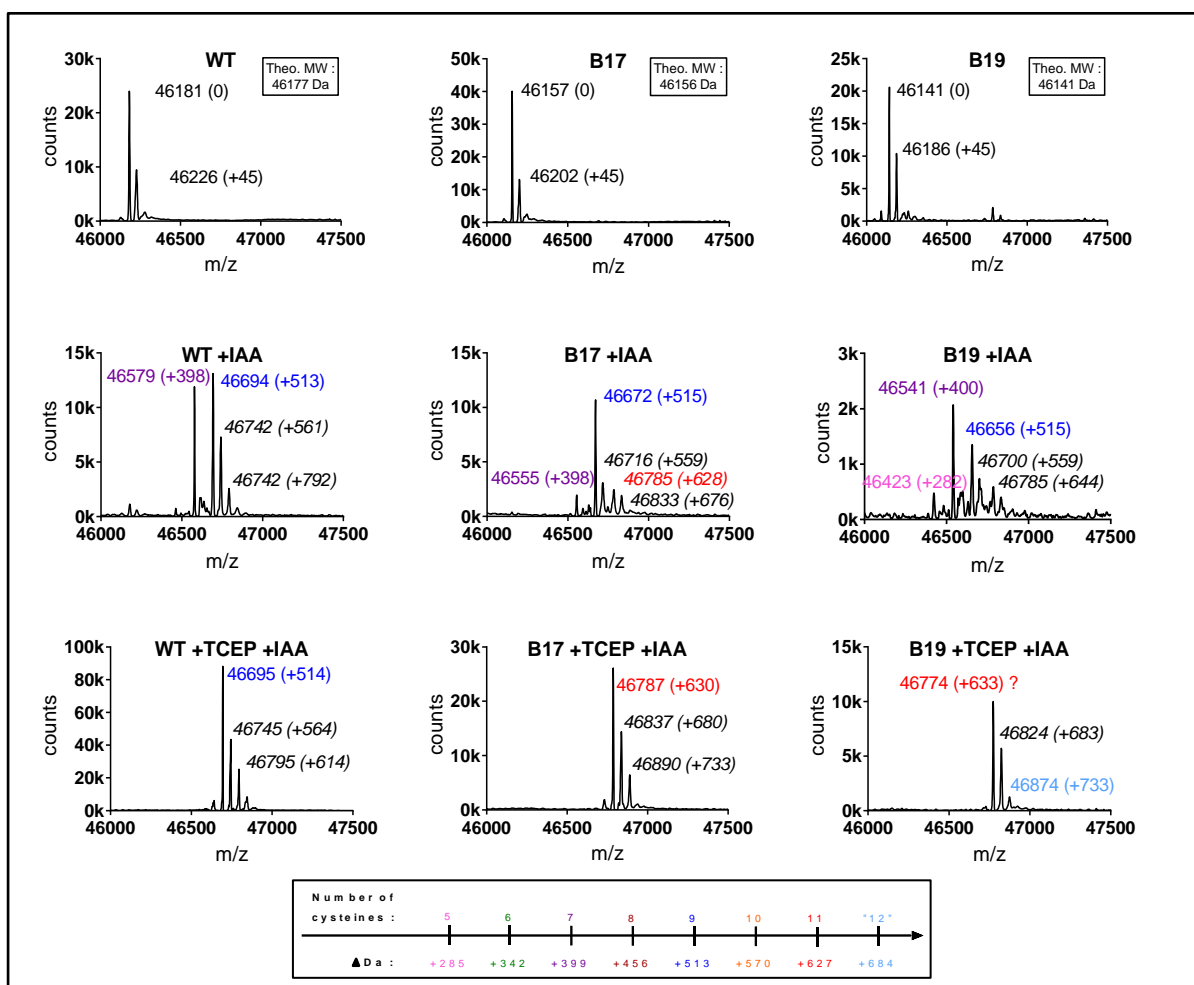 WT
Theo. MW :
46177 Da
30k
20k
10k
0
counts
46181 (0)
46226 (+45)
46000 46500 47000 47500
m/z
B17
Theo. MW :
46156 Da
50k
40k
30k
20k
10k
0
counts
46157 (0)
46202 (+45)
46000 46500 47000 47500
m/z
B19
Theo. MW :
46141 Da
25k
20k
15k
10k
5k
0
counts
46141 (0)
46186 (+45)
46000 46500 47000 47500
m/z
WT +IAA
15k
10k
5k
0
counts
46579 (+398)
46694 (+513)
46742 (+561)
46742 (+792)
46000 46500 47000 47500
m/z
B17 +IAA
15k
10k
5k
0
counts
46672 (+515)
46716 (+559)
46555 (+398)
46785 (+628)
46833 (+676)
46000 46500 47000 47500
m/z
B19 +IAA
3k
2k
1k
0
counts
46541 (+400)
46656 (+515)
46700 (+559)
46423 (+282)
46785 (+644)
46000 46500 47000 47500
m/z
WT +TCEP +IAA
100k
80k
60k
40k
20k
0
counts
46695 (+514)
46745 (+564)
46795 (+614)
46000 46500 47000 47500
m/z
B17 +TCEP +IAA
30k
20k
10k
0
counts
46787 (+630)
46837 (+680)
46890 (+733)
46000 46500 47000 47500
m/z
B19 +TCEP +IAA
15k
10k
5k
0
counts
46774 (+633) ?
46824 (+683)
46874 (+733)
46000 46500 47000 47500
m/z
Number of
cysteines : 5 6 7 8 9 10 11 "12"
▲Da : +285 +342 +399 +456 +513 +570 +627 +684